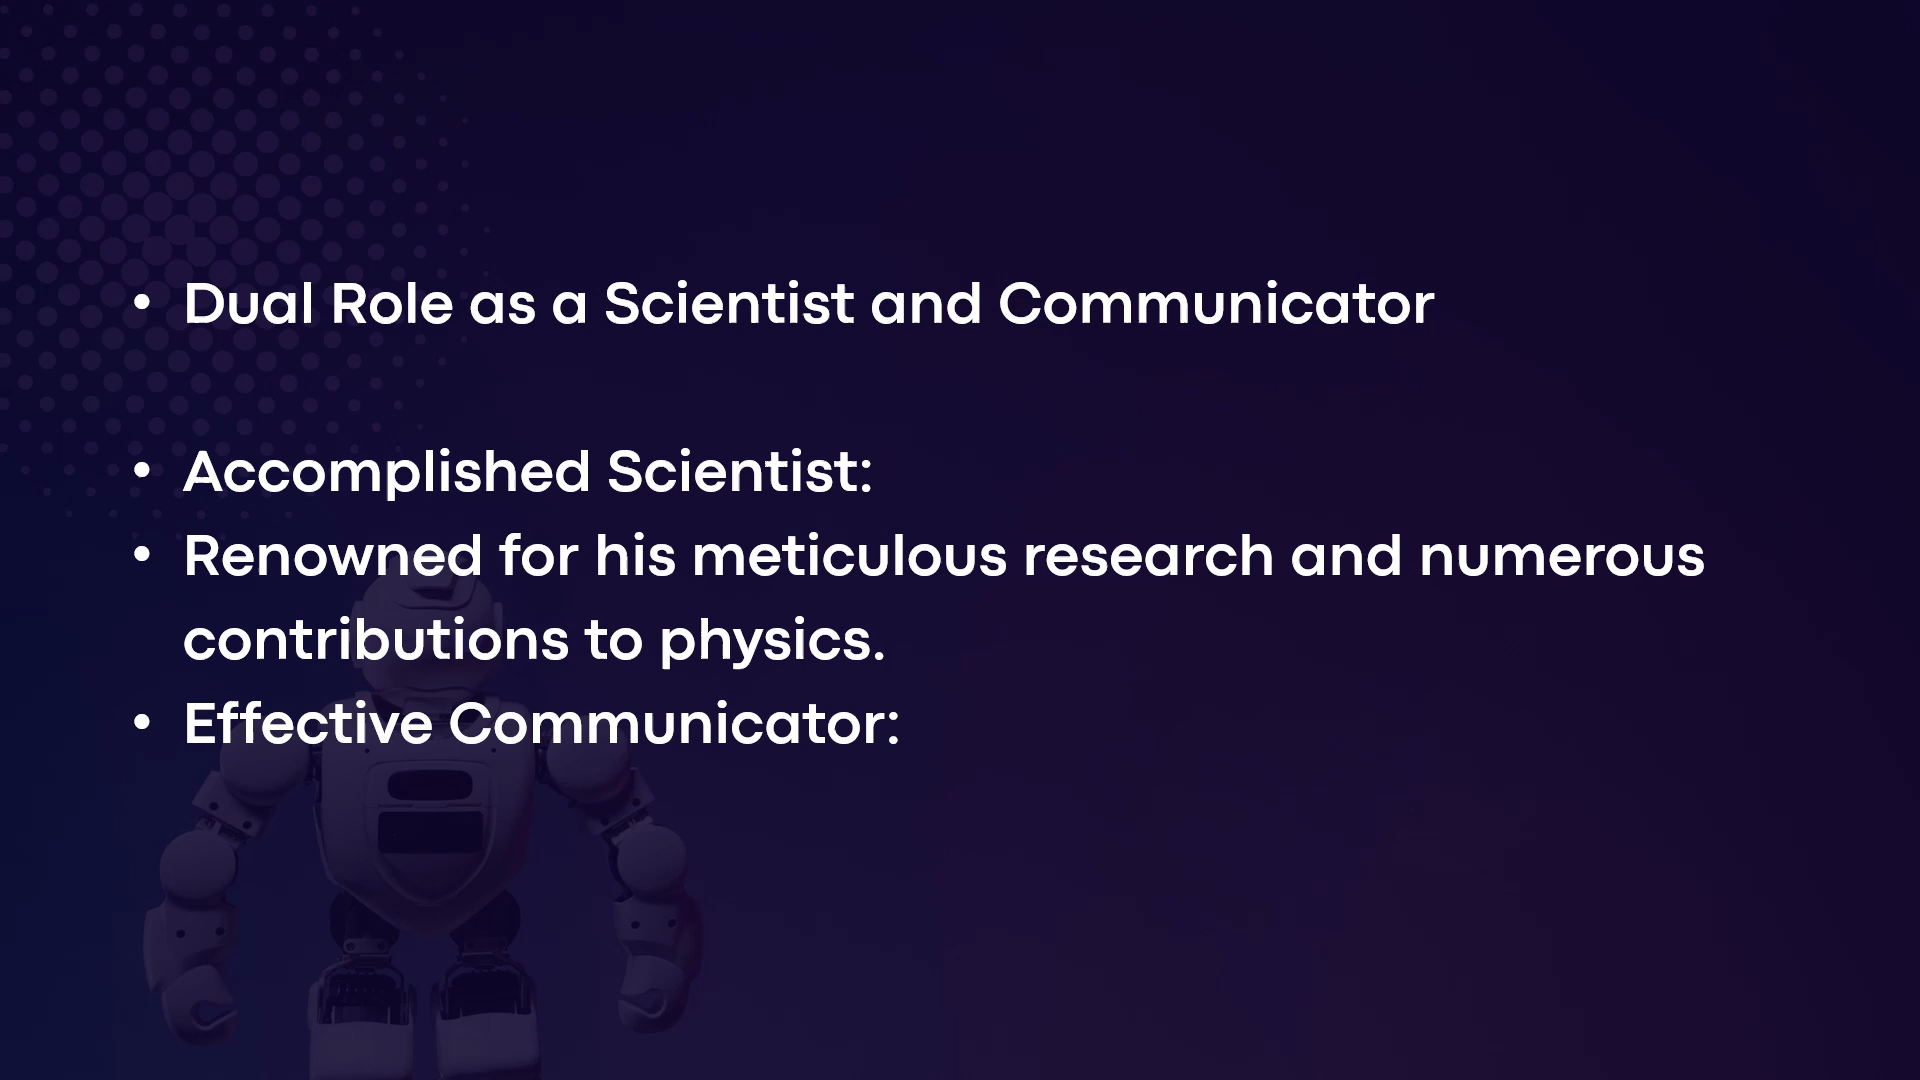 • Dual Role as a Scientist and Communicator
• Accomplished Scientist:
• Renowned for his meticulous research and numerous
contributions to physics.
• Effective Communicator: